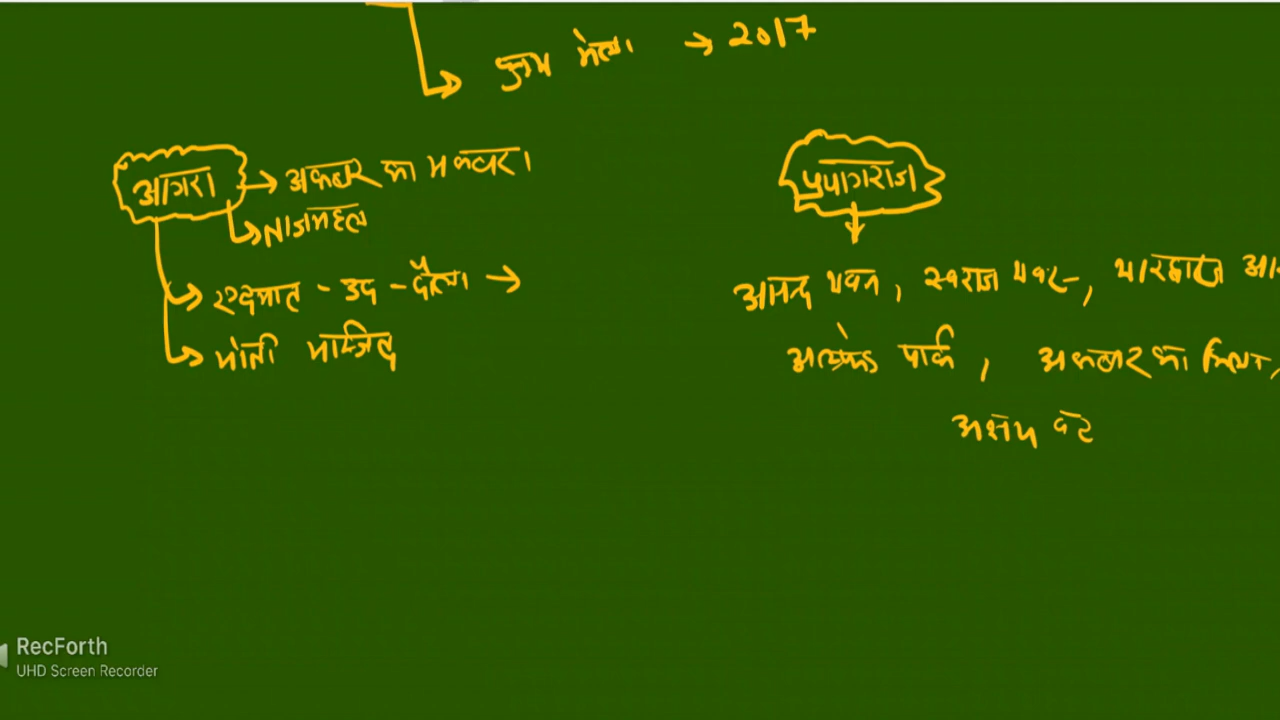 कुम्भ मेला → 2017
आगरा → अकबर का मकबरा
ताजमहल
एत्माद - उद - दौला →
मोती मस्जिद
प्रयागराज
आनन्द भवन, स्वराज भवन, भारद्वाज आ
अल्फ्रेड पार्क, अकबर का किला,
अक्षय वट
RecForth
UHD Screen Recorder